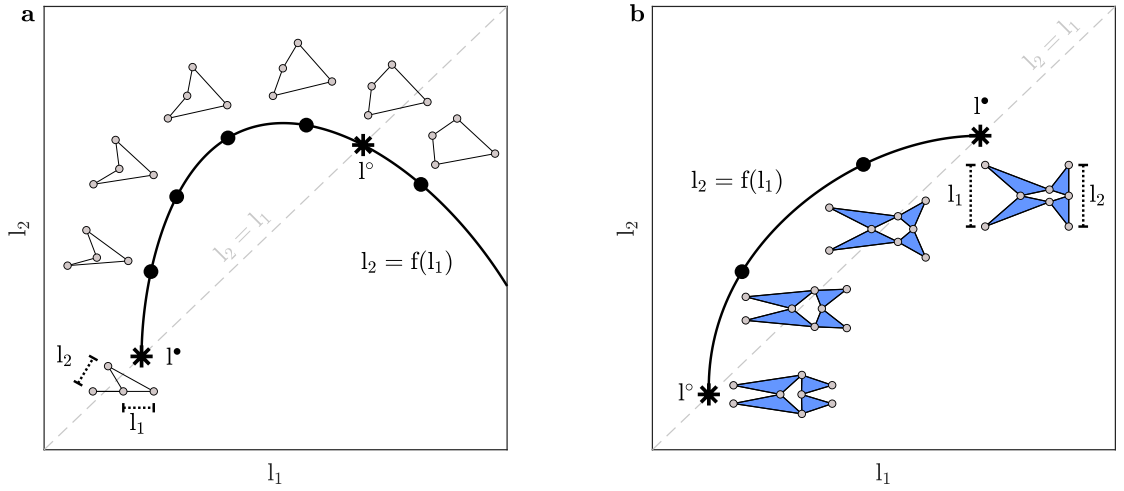 a
l₂ = l₁
l°
l₂
l₂ = f(l₁)
l•
l₂
l₁
l₁
b
l₂ = l₁
l•
l₂ = f(l₁)
l₁
l₂
l₂
l°
l₁